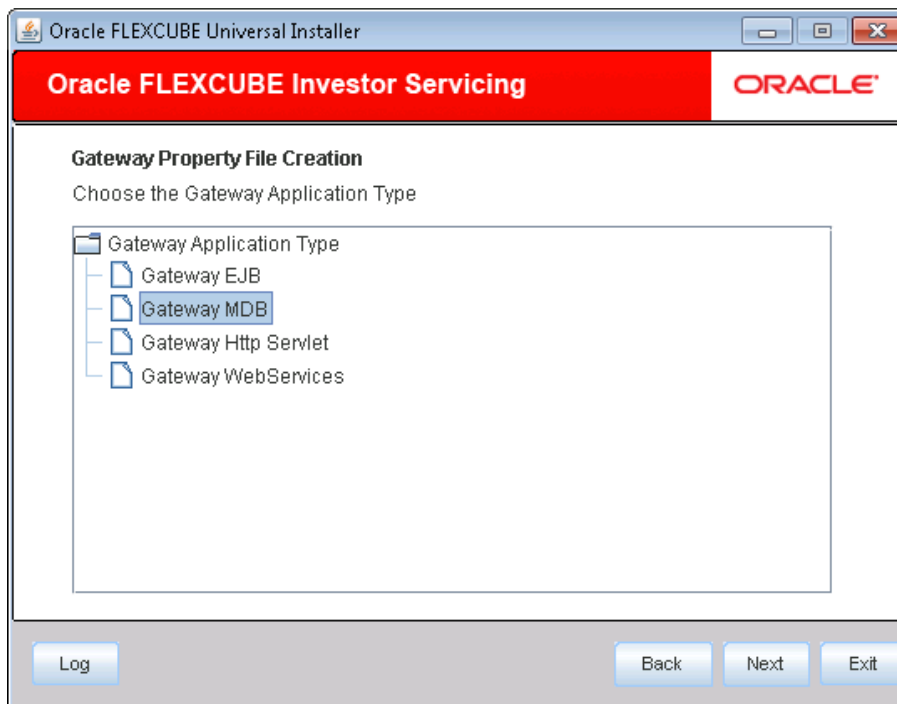 Oracle FLEXCUBE Universal Installer
Oracle FLEXCUBE Investor Servicing
ORACLE
Gateway Property File Creation
Choose the Gateway Application Type
Gateway Application Type
Gateway EJB
Gateway MDB
Gateway Http Servlet
Gateway WebServices
Log
Back
Next
Exit